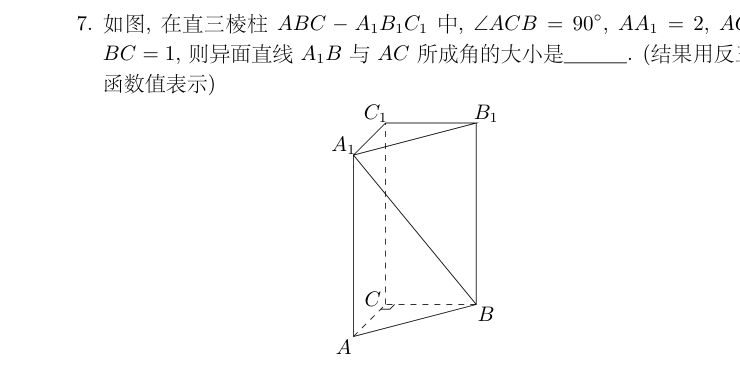 7. 如图, 在直三棱柱 ABC − A₁B₁C₁ 中, ∠ACB = 90°, AA₁ = 2, A
BC = 1, 则异面直线 A₁B 与 AC 所成角的大小是______. (结果用反
函数值表示)
C₁
B₁
A₁
C
B
A